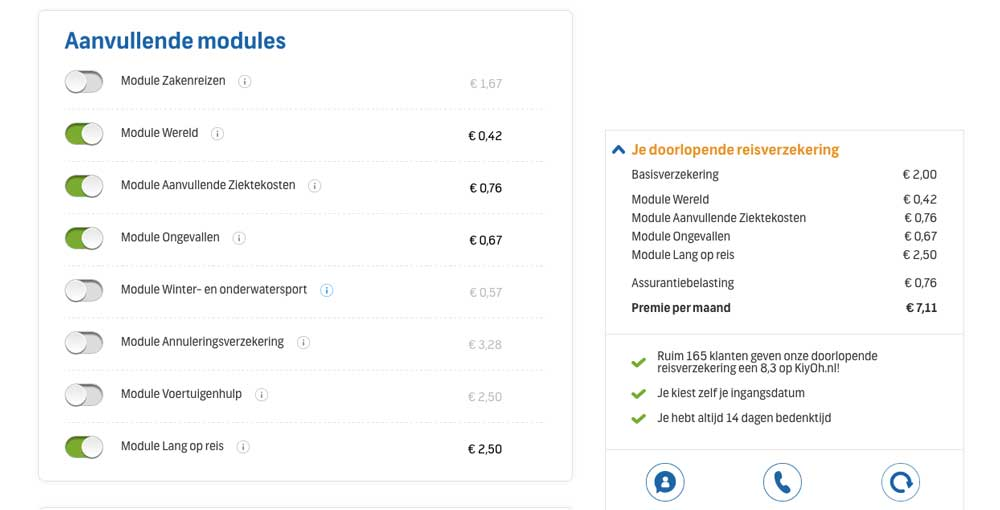 Aanvullende modules
Module Zakenreizen € 1,67
Module Wereld € 0,42
Module Aanvullende Ziektekosten € 0,76
Module Ongevallen € 0,67
Module Winter- en onderwatersport € 0,57
Module Annuleringsverzekering € 3,28
Module Voertuigenhulp € 2,50
Module Lang op reis € 2,50
Je doorlopende reisverzekering
Basisverzekering € 2,00
Module Wereld € 0,42
Module Aanvullende Ziektekosten € 0,76
Module Ongevallen € 0,67
Module Lang op reis € 2,50
Assurantiebelasting € 0,76
Premie per maand € 7,11
Ruim 165 klanten geven onze doorlopende
reisverzekering een 8,3 op KiyOh.nl!
Je kiest zelf je ingangsdatum
Je hebt altijd 14 dagen bedenktijd